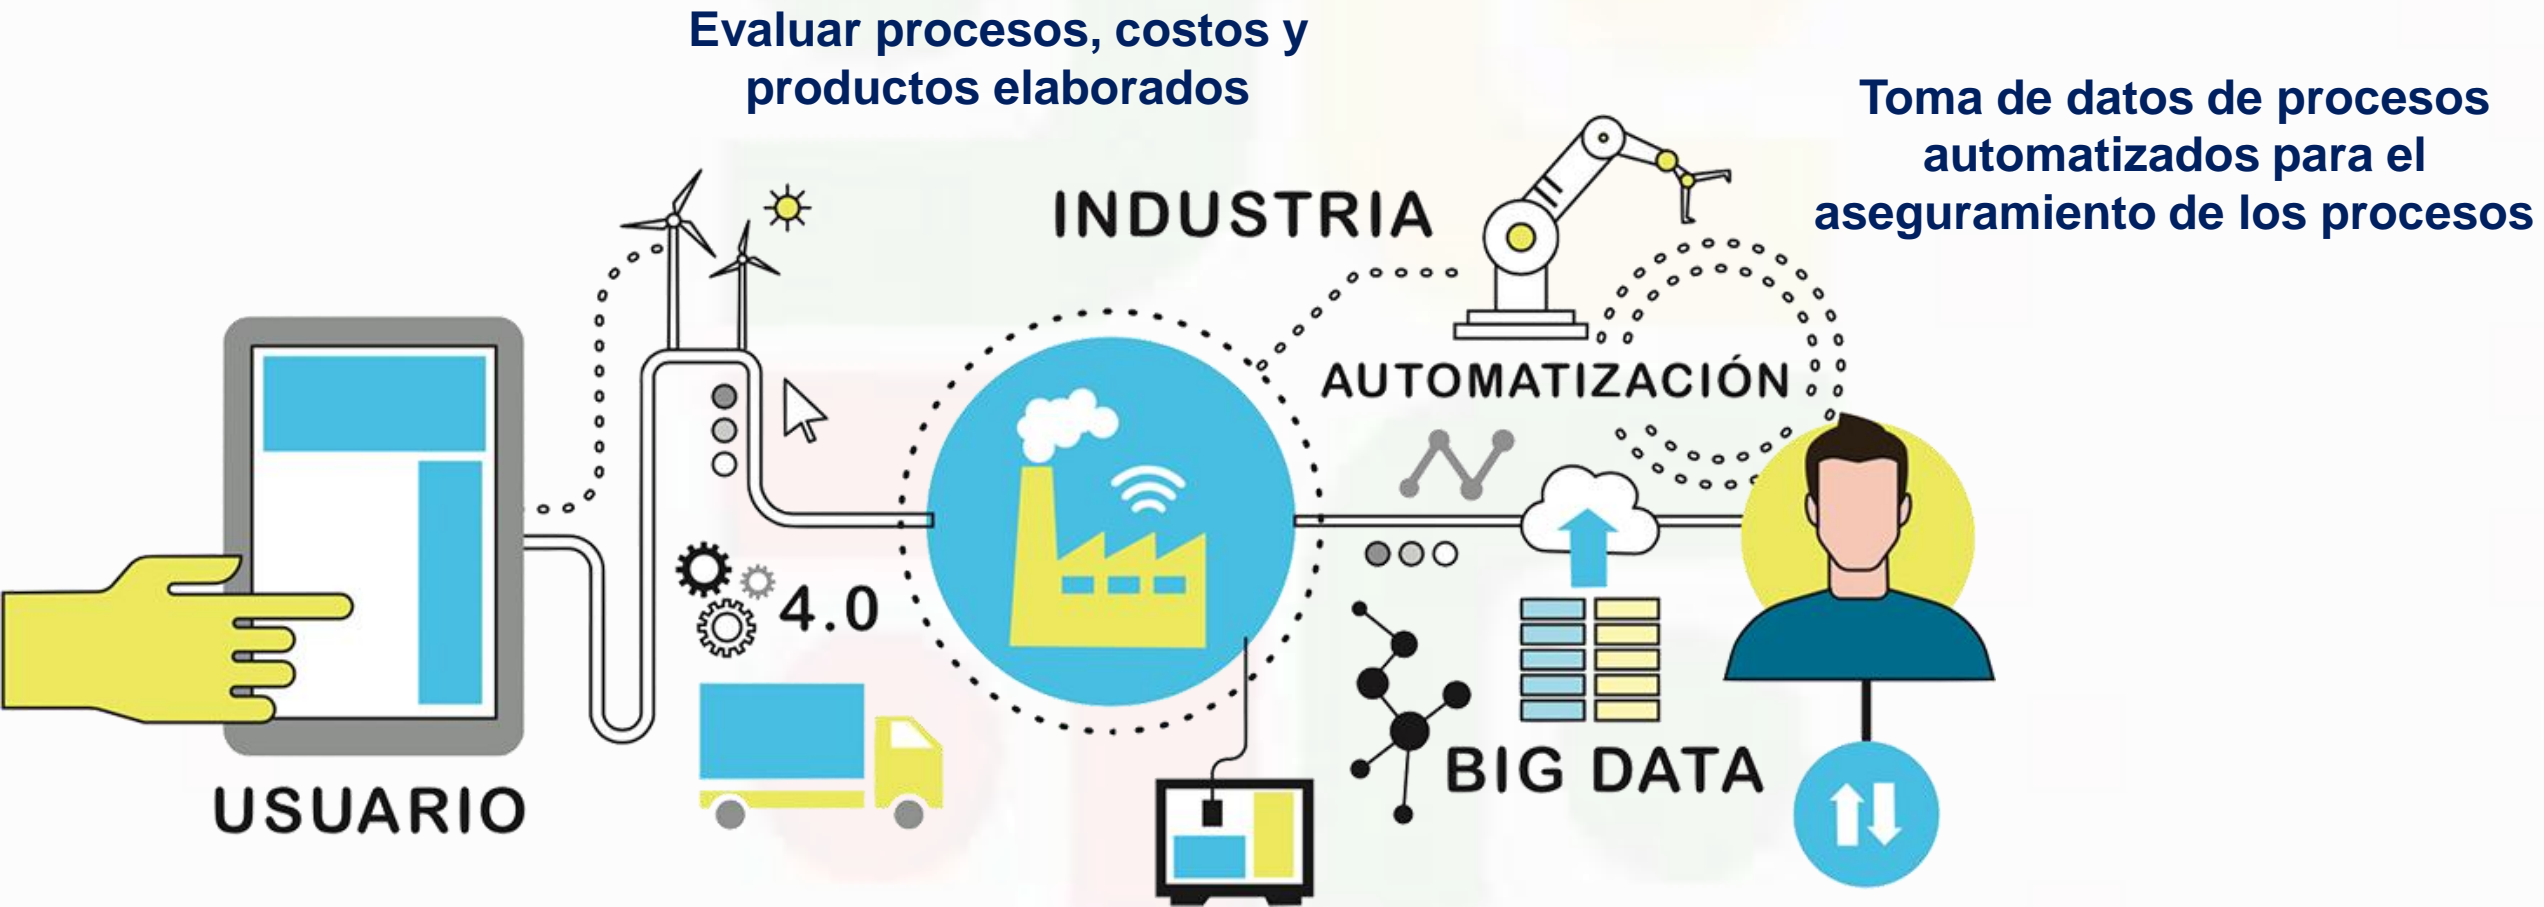 Evaluar procesos, costos y
productos elaborados
Toma de datos de procesos
automatizados para el
aseguramiento de los procesos
INDUSTRIA
AUTOMATIZACIÓN
4.0
BIG DATA
USUARIO